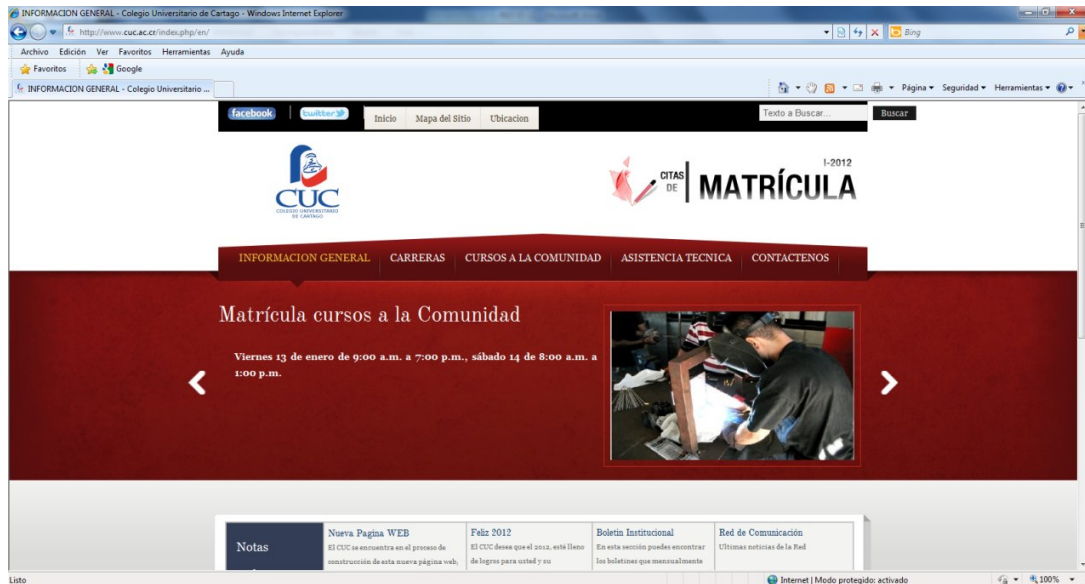 INFORMACION GENERAL - Colegio Universitario de Cartago - Windows Internet Explorer
http://www.cuc.ac.cr/index.php/en/
Bing
Archivo Edición Ver Favoritos Herramientas Ayuda
Favoritos Google
INFORMACION GENERAL - Colegio Universitario ...
Página Seguridad Herramientas
facebook twitter Inicio Mapa del Sitio Ubicacion Texto a Buscar... Buscar
CUC
COLEGIO UNIVERSITARIO
DE CARTAGO
I-2012
CITAS
DE
MATRÍCULA
INFORMACION GENERAL CARRERAS CURSOS A LA COMUNIDAD ASISTENCIA TECNICA CONTACTENOS
Matrícula cursos a la Comunidad
Viernes 13 de enero de 9:00 a.m. a 7:00 p.m., sábado 14 de 8:00 a.m. a
1:00 p.m.
Notas
Nueva Pagina WEB
El CUC se encuentra en el proceso de
construcción de esta nueva página web,
Feliz 2012
El CUC desea que el 2012, esté lleno
de logros para usted y su
Boletin Institucional
En esta sección puedes encontrar
los boletines que mensualmente
Red de Comunicación
Ultimas noticias de la Red
Listo
Internet | Modo protegido: activado
100%